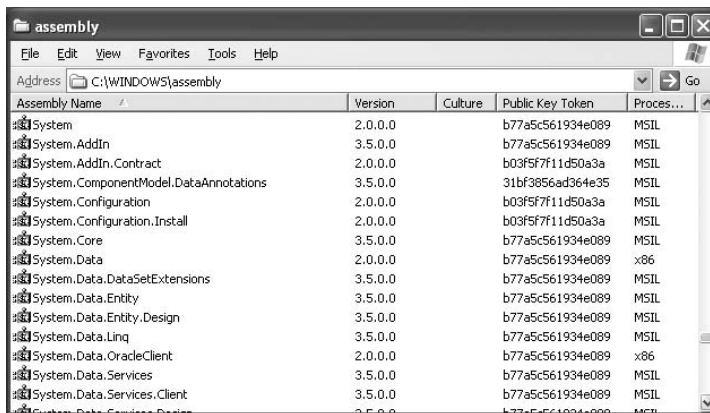 assembly
File Edit View Favorites Tools Help
Address C:\WINDOWS\assembly Go
Assembly Name Version Culture Public Key Token Proces...
System 2.0.0.0 b77a5c561934e089 MSIL
System.AddIn 3.5.0.0 b77a5c561934e089 MSIL
System.AddIn.Contract 2.0.0.0 b03f5f7f11d50a3a MSIL
System.ComponentModel.DataAnnotations 3.5.0.0 31bf3856ad364e35 MSIL
System.Configuration 2.0.0.0 b03f5f7f11d50a3a MSIL
System.Configuration.Install 2.0.0.0 b03f5f7f11d50a3a MSIL
System.Core 3.5.0.0 b77a5c561934e089 MSIL
System.Data 2.0.0.0 b77a5c561934e089 x86
System.Data.DataSetExtensions 3.5.0.0 b77a5c561934e089 MSIL
System.Data.Entity 3.5.0.0 b77a5c561934e089 MSIL
System.Data.Entity.Design 3.5.0.0 b77a5c561934e089 MSIL
System.Data.Linq 3.5.0.0 b77a5c561934e089 MSIL
System.Data.OracleClient 2.0.0.0 b77a5c561934e089 x86
System.Data.Services 3.5.0.0 b77a5c561934e089 MSIL
System.Data.Services.Client 3.5.0.0 b77a5c561934e089 MSIL